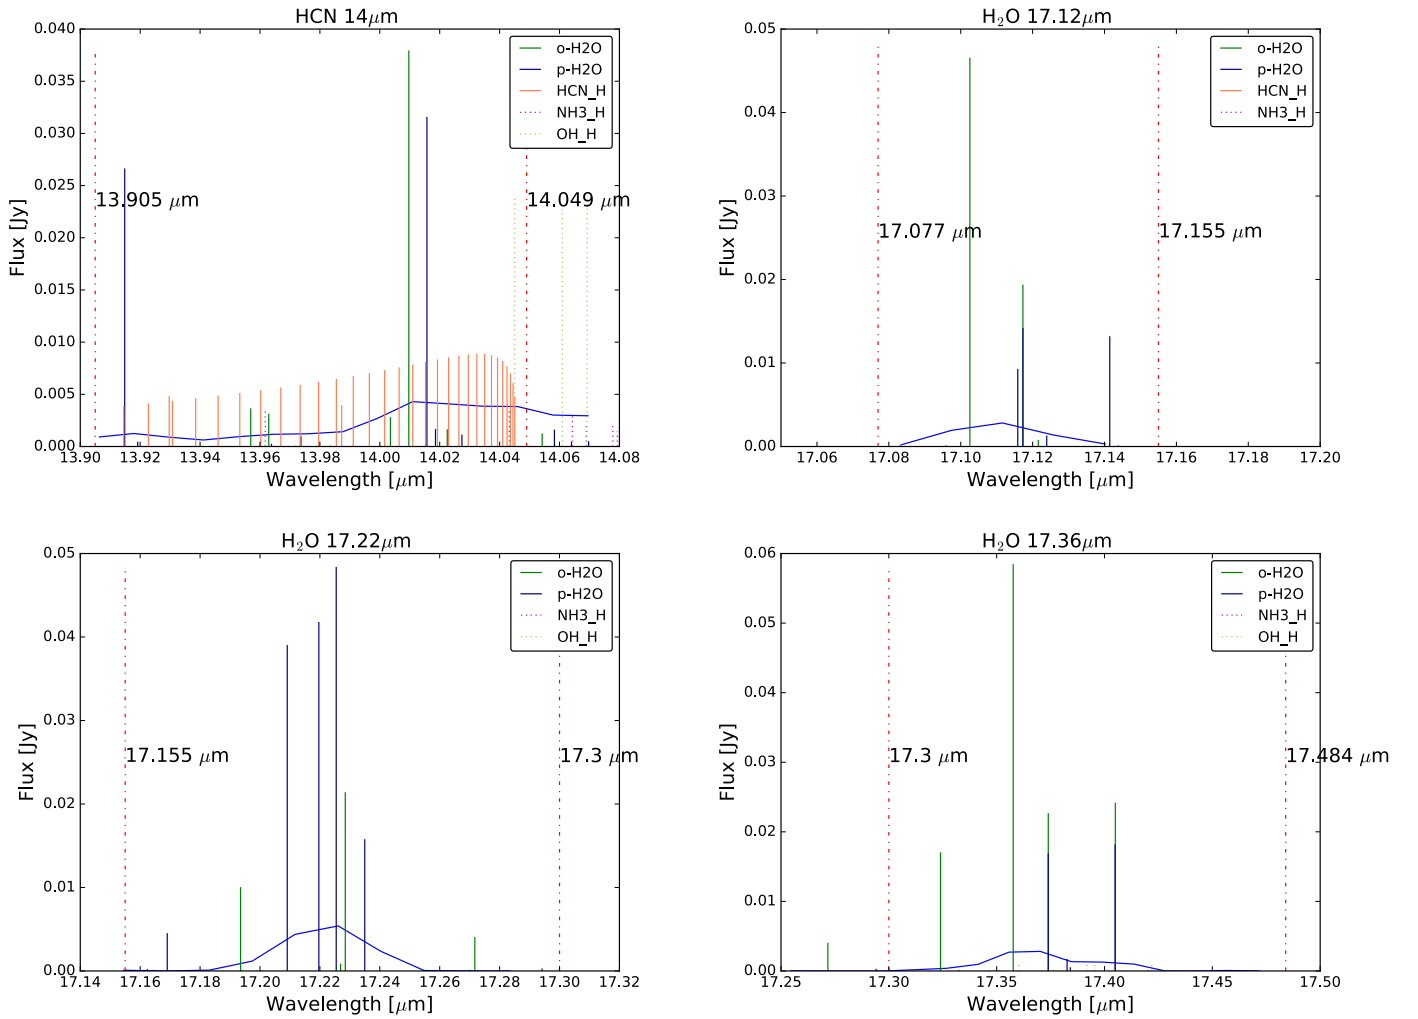 HCN 14μm
0.040
0.035
0.030
0.025
0.020
0.015
0.010
0.005
0.000
Flux [Jy]
o-H2O
p-H2O
HCN_H
NH3_H
OH_H
13.905 μm
14.049 μm
13.90 13.92 13.94 13.96 13.98 14.00 14.02 14.04 14.06 14.08
Wavelength [μm]
H₂O 17.12μm
0.05
0.04
0.03
0.02
0.01
0.00
Flux [Jy]
o-H2O
p-H2O
HCN_H
NH3_H
17.077 μm
17.155 μm
17.06 17.08 17.10 17.12 17.14 17.16 17.18 17.20
Wavelength [μm]
H₂O 17.22μm
0.05
0.04
0.03
0.02
0.01
0.00
Flux [Jy]
o-H2O
p-H2O
NH3_H
OH_H
17.155 μm
17.3 μm
17.14 17.16 17.18 17.20 17.22 17.24 17.26 17.28 17.30 17.32
Wavelength [μm]
H₂O 17.36μm
0.06
0.05
0.04
0.03
0.02
0.01
0.00
Flux [Jy]
o-H2O
p-H2O
NH3_H
OH_H
17.3 μm
17.484 μm
17.25 17.30 17.35 17.40 17.45 17.50
Wavelength [μm]